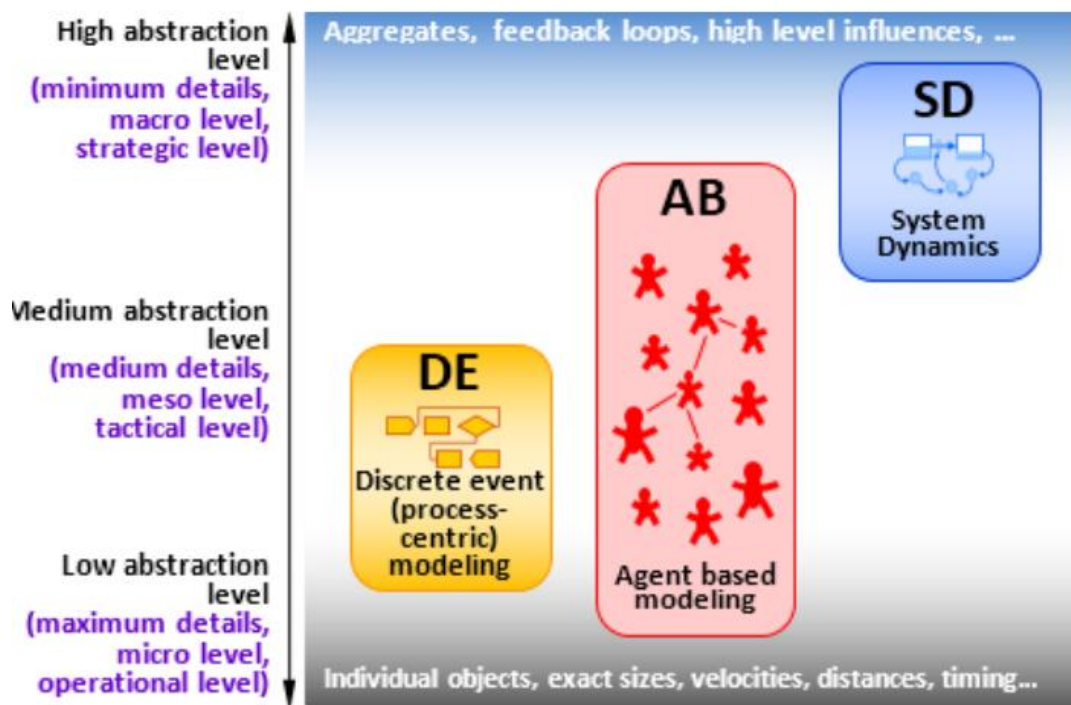 High abstraction
level
(minimum details,
macro level,
strategic level)
Medium abstraction
level
(medium details,
meso level,
tactical level)
Low abstraction
level
(maximum details,
micro level,
operational level)
Aggregates, feedback loops, high level influences, ...
SD
System
Dynamics
AB
Agent based
modeling
DE
Discrete event
(process-
centric)
modeling
Individual objects, exact sizes, velocities, distances, timing...